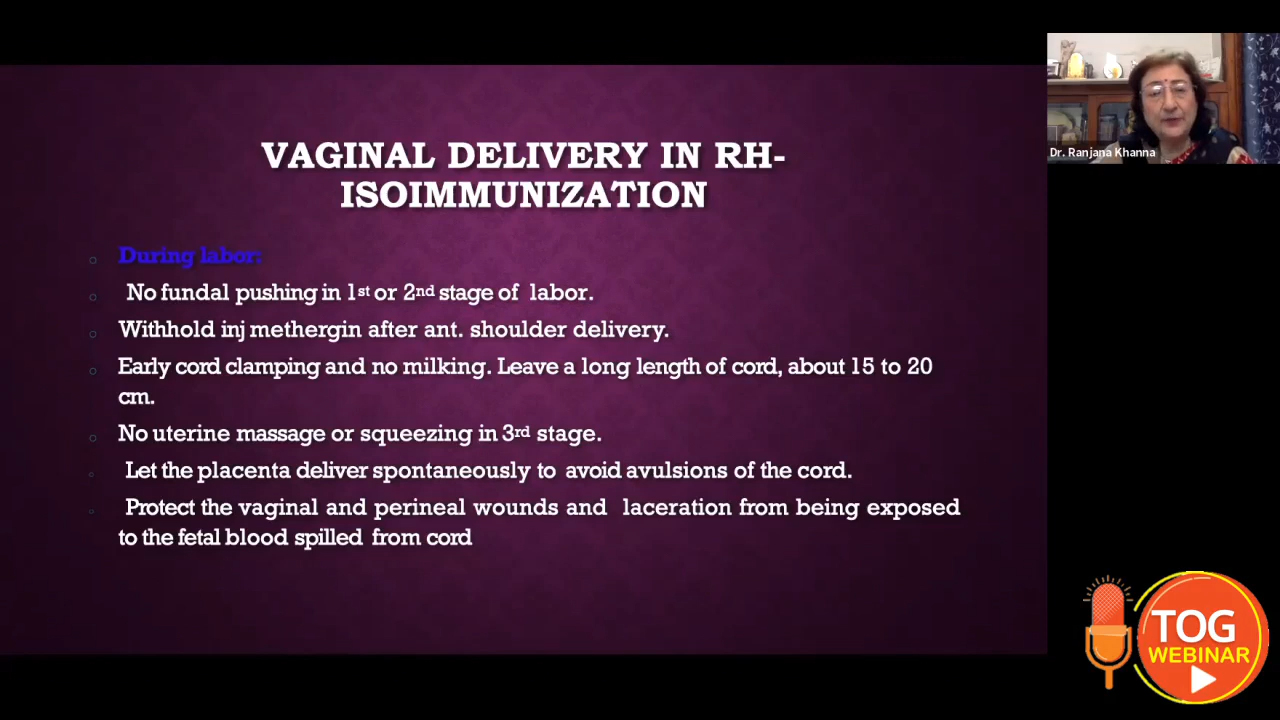 VAGINAL DELIVERY IN RH-
ISOIMMUNIZATION
During labor:
No fundal pushing in 1st or 2nd stage of labor.
Withhold inj methergin after ant. shoulder delivery.
Early cord clamping and no milking. Leave a long length of cord, about 15 to 20
cm.
No uterine massage or squeezing in 3rd stage.
Let the placenta deliver spontaneously to avoid avulsions of the cord.
Protect the vaginal and perineal wounds and laceration from being exposed
to the fetal blood spilled from cord
Dr. Ranjana Khanna
TOG
WEBINAR